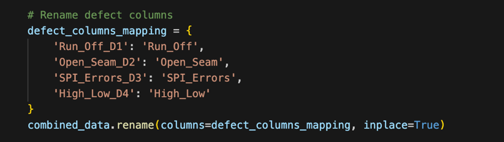 # Rename defect columns
defect_columns_mapping = {
    'Run_Off_D1': 'Run_Off',
    'Open_Seam_D2': 'Open_Seam',
    'SPI_Errors_D3': 'SPI_Errors',
    'High_Low_D4': 'High_Low'
}
combined_data.rename(columns=defect_columns_mapping, inplace=True)